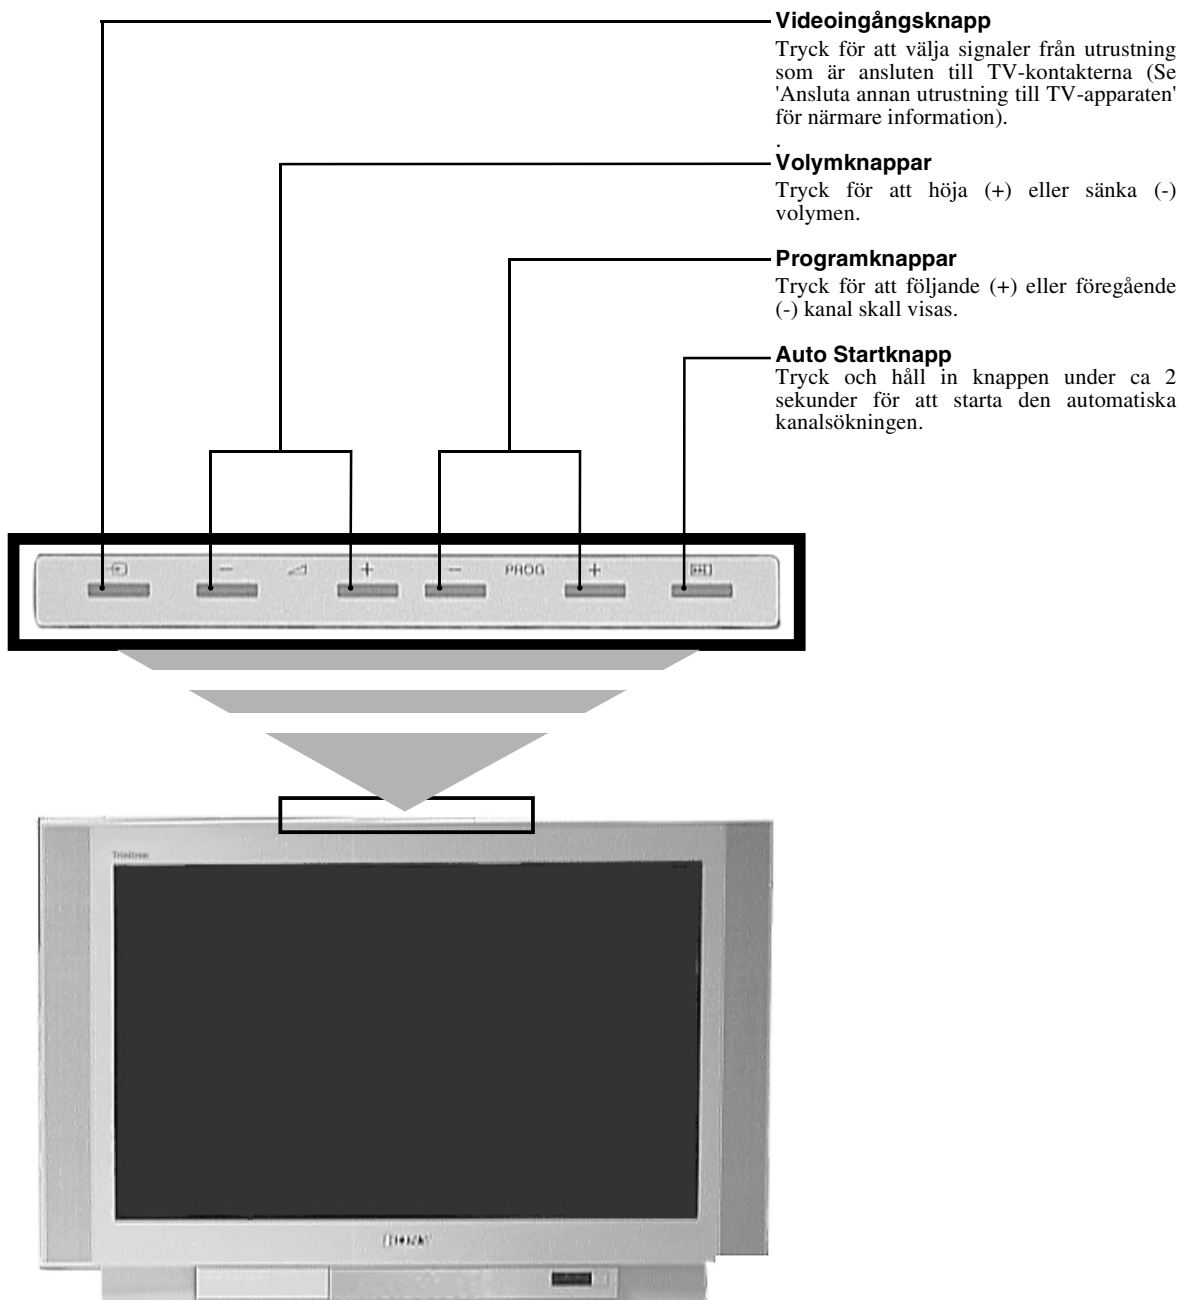 Videoingångsknapp
Tryck för att välja signaler från utrustning
som är ansluten till TV-kontakterna (Se
'Ansluta annan utrustning till TV-apparaten'
för närmare information).
.
Volymknappar
Tryck för att höja (+) eller sänka (-)
volymen.
Programknappar
Tryck för att följande (+) eller föregående
(-) kanal skall visas.
Auto Startknapp
Tryck och håll in knappen under ca 2
sekunder för att starta den automatiska
kanalsökningen.
− + − PROG +
Trinitron